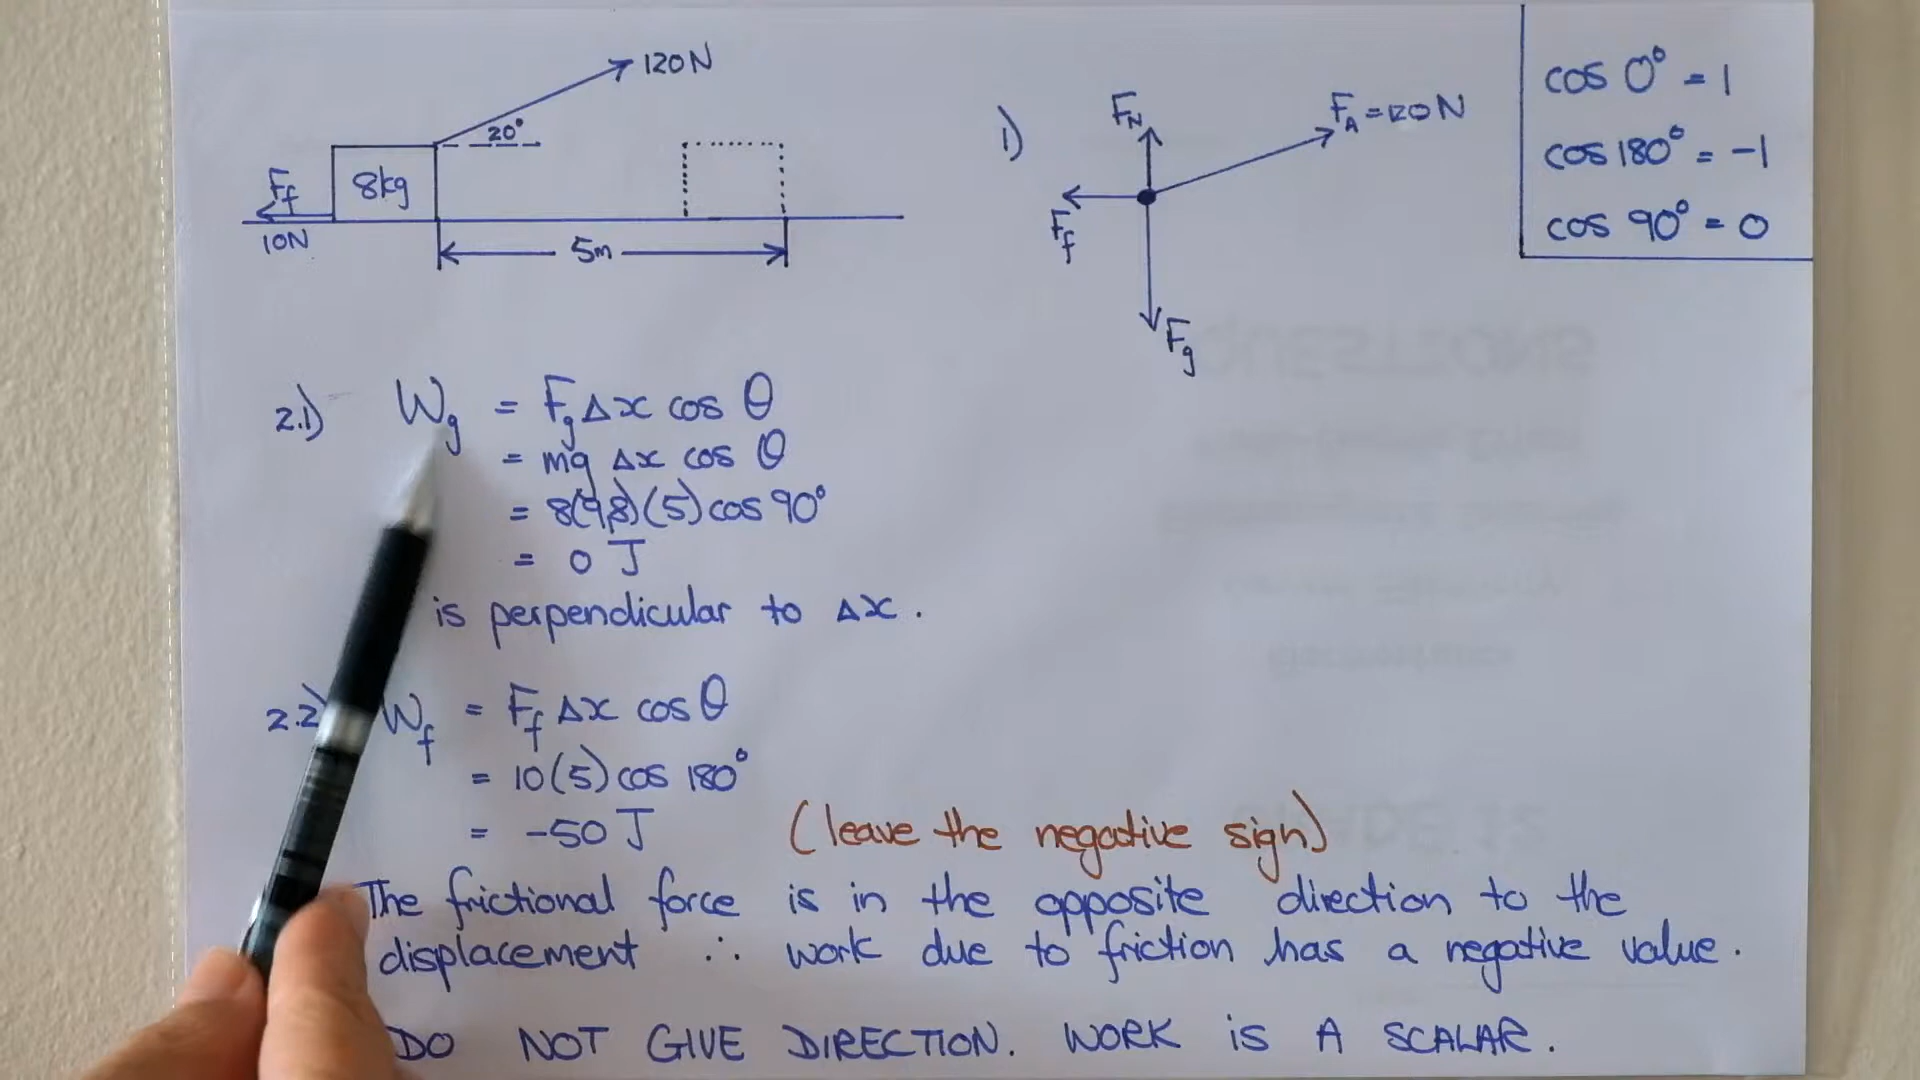 120N
20°
8kg
Ff
10N
5m
1)
FN
FA = 120N
Ff
Fg
cos 0° = 1
cos 180° = -1
cos 90° = 0
2.1) Wg = Fg Δx cos θ
= mg Δx cos θ
= 8(9,8)(5) cos 90°
= 0 J
is perpendicular to Δx.
2.2) Wf = Ff Δx cos θ
= 10(5) cos 180°
= -50 J (leave the negative sign)
The frictional force is in the opposite direction to the
displacement ∴ work due to friction has a negative value.
DO NOT GIVE DIRECTION. WORK is A SCALAR.